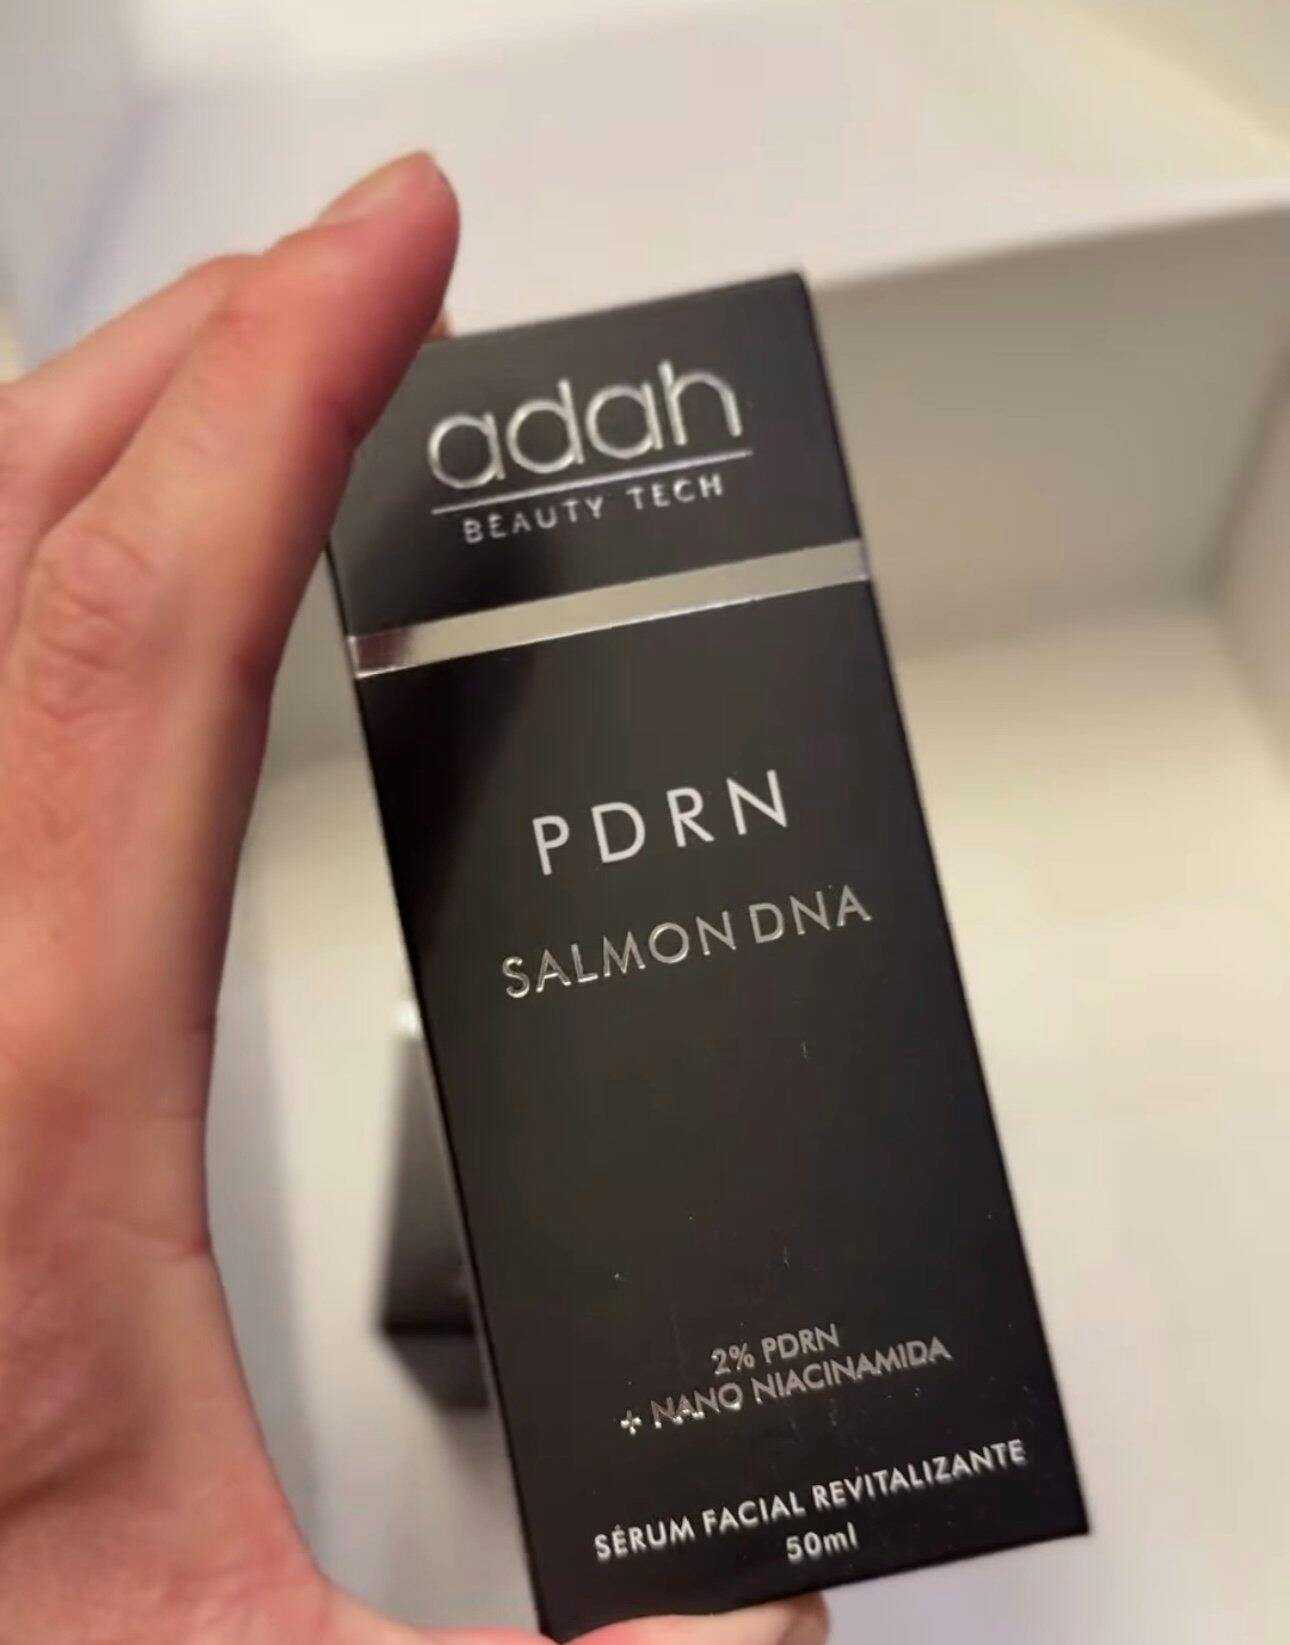 adah
BEAUTY TECH
PDRN
SALMON DNA
2% PDRN
+ NANO NIACINAMIDA
SÉRUM FACIAL REVITALIZANTE
50ml